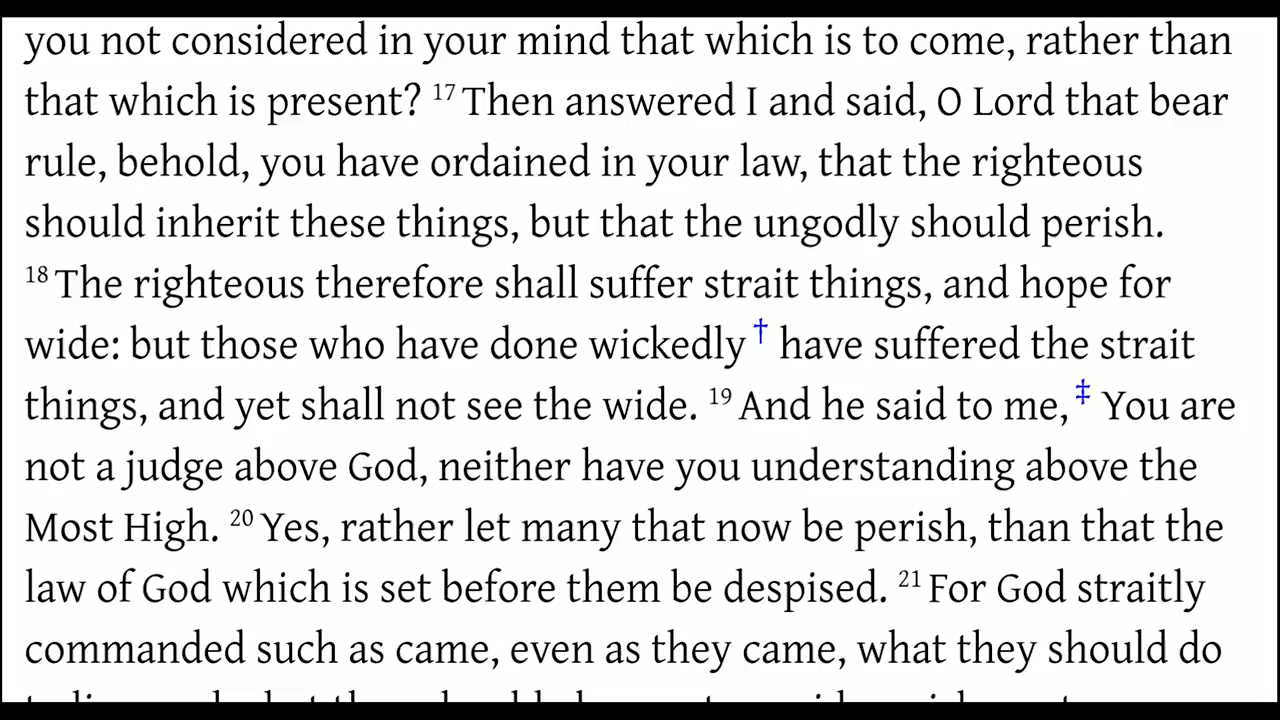 you not considered in your mind that which is to come, rather than
that which is present? 17 Then answered I and said, O Lord that bear
rule, behold, you have ordained in your law, that the righteous
should inherit these things, but that the ungodly should perish.
18 The righteous therefore shall suffer strait things, and hope for
wide: but those who have done wickedly † have suffered the strait
things, and yet shall not see the wide. 19 And he said to me, ‡ You are
not a judge above God, neither have you understanding above the
Most High. 20 Yes, rather let many that now be perish, than that the
law of God which is set before them be despised. 21 For God straitly
commanded such as came, even as they came, what they should do